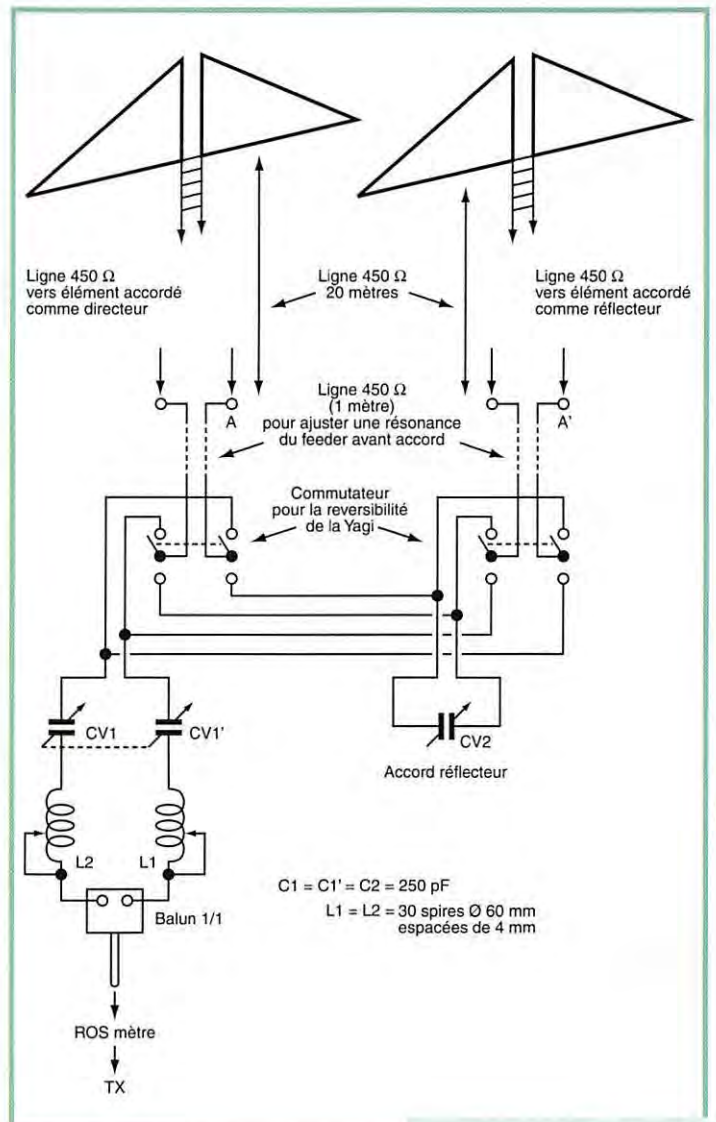 Ligne 450 Ω
vers élément accordé
comme directeur
Ligne 450 Ω
20 mètres
Ligne 450 Ω
vers élément accordé
comme réflecteur
A
Ligne 450 Ω
(1 mètre)
pour ajuster une résonance
du feeder avant accord
A'
Commutateur
pour la reversibilité
de la Yagi
CV1
CV1'
CV2
Accord réflecteur
L2
L1
Balun 1/1
C1 = C1' = C2 = 250 pF
L1 = L2 = 30 spires Ø 60 mm
espacées de 4 mm
ROS mètre
TX